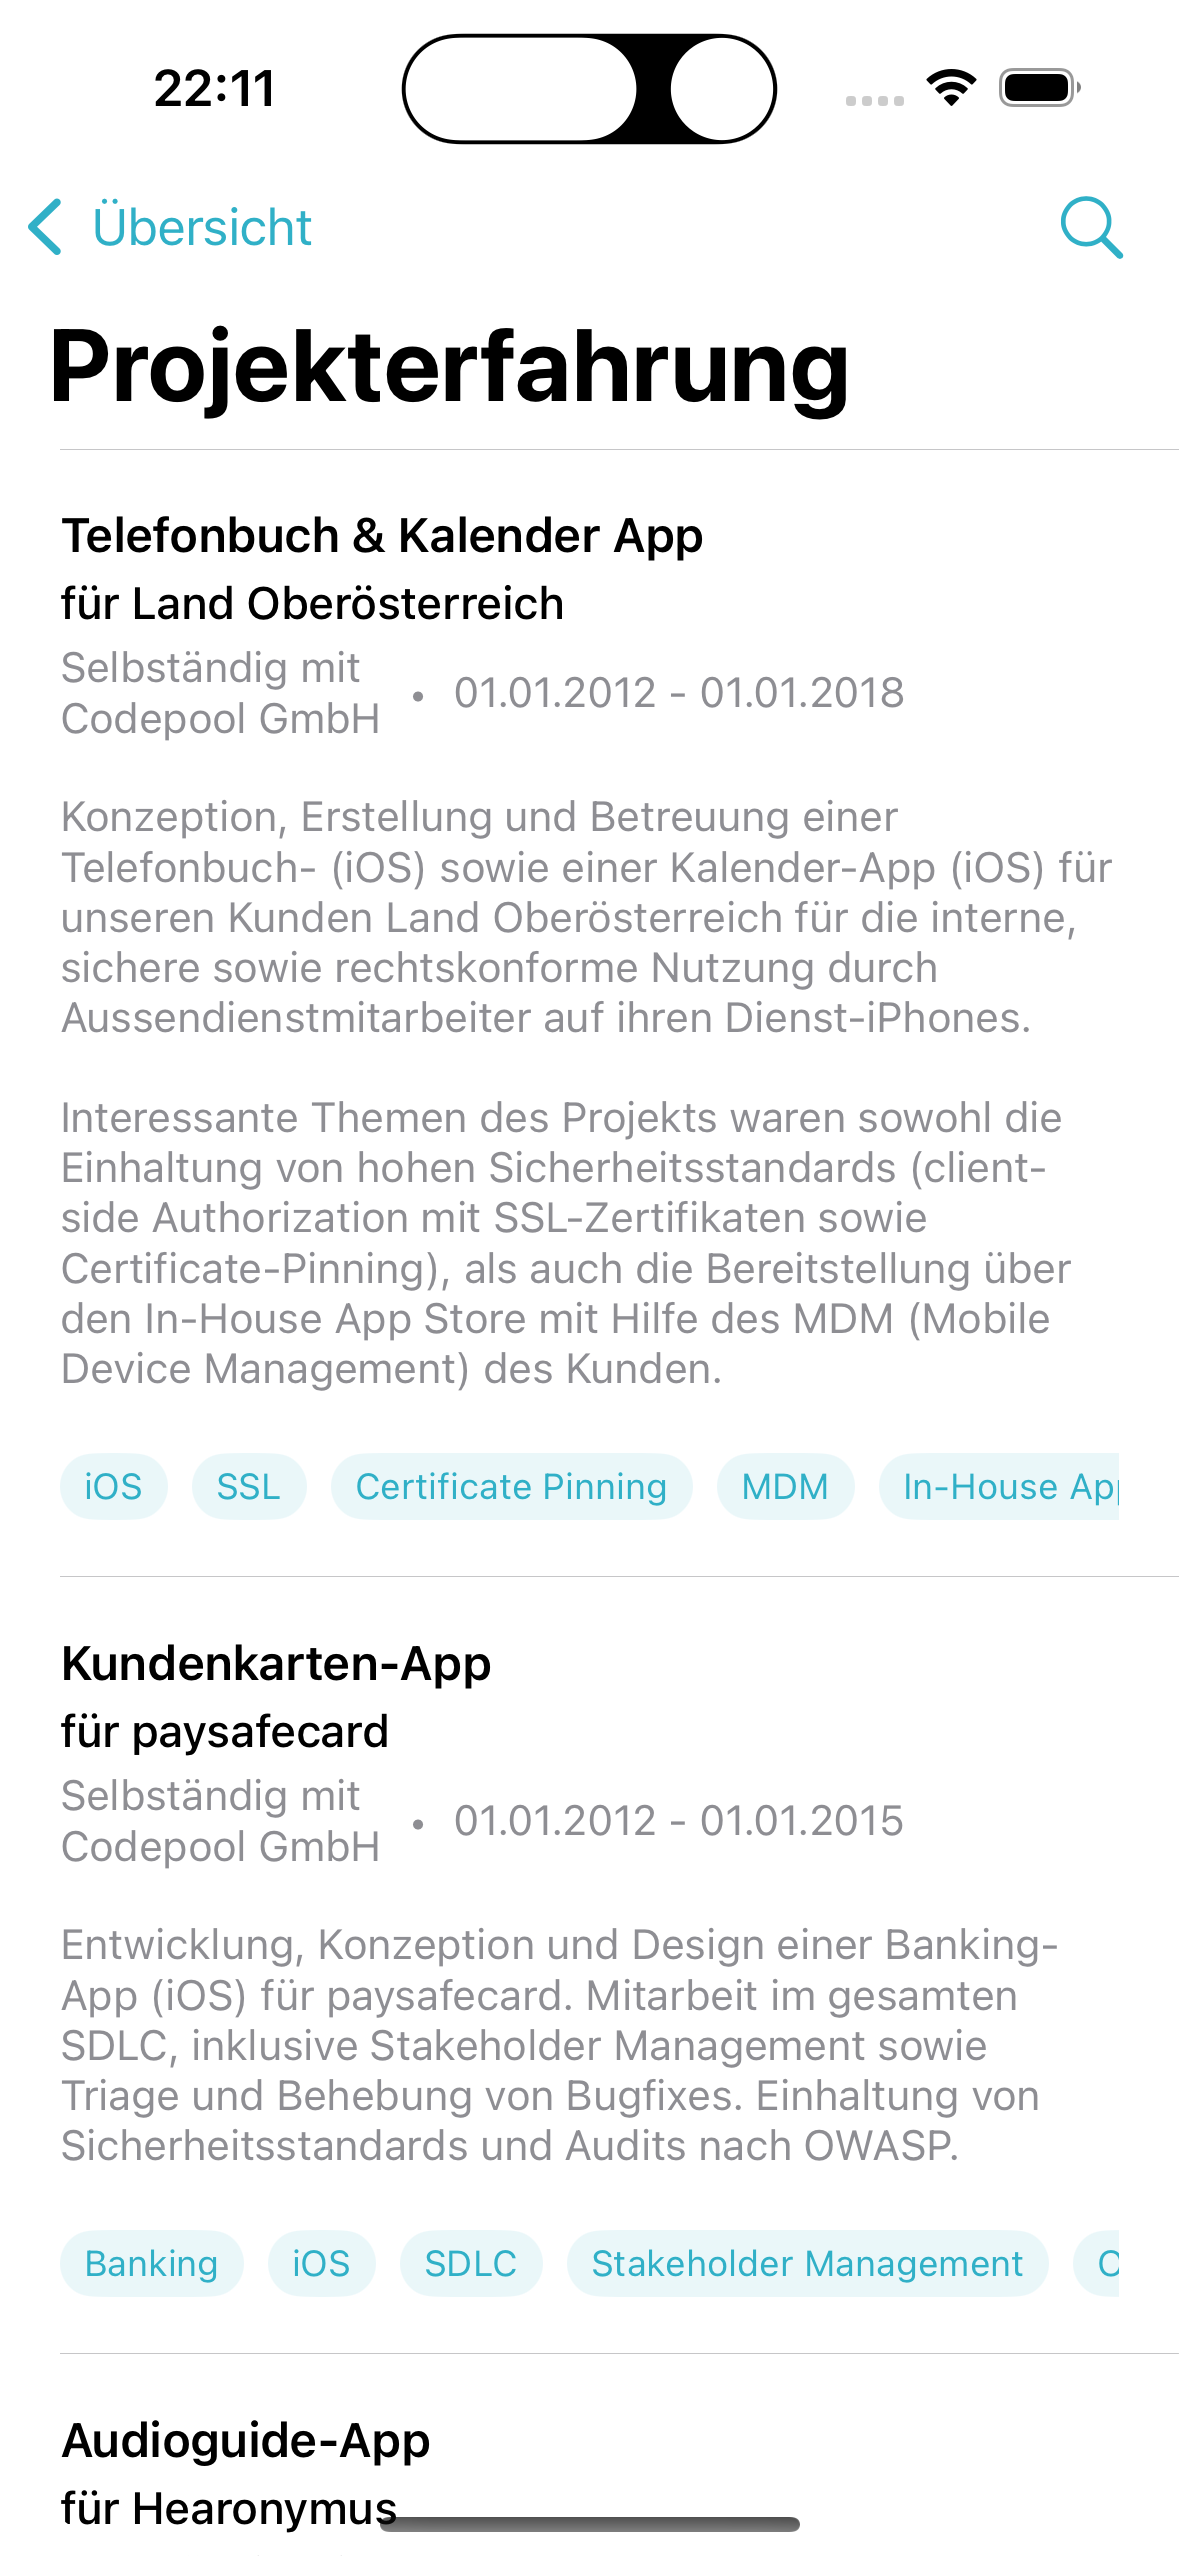 22:11
Übersicht
Projekterfahrung
Telefonbuch & Kalender App
für Land Oberösterreich
Selbständig mit
Codepool GmbH
• 01.01.2012 - 01.01.2018
Konzeption, Erstellung und Betreuung einer
Telefonbuch- (iOS) sowie einer Kalender-App (iOS) für
unseren Kunden Land Oberösterreich für die interne,
sichere sowie rechtskonforme Nutzung durch
Aussendienstmitarbeiter auf ihren Dienst-iPhones.
Interessante Themen des Projekts waren sowohl die
Einhaltung von hohen Sicherheitsstandards (client-
side Authorization mit SSL-Zertifikaten sowie
Certificate-Pinning), als auch die Bereitstellung über
den In-House App Store mit Hilfe des MDM (Mobile
Device Management) des Kunden.
iOS SSL Certificate Pinning MDM In-House
Kundenkarten-App
für paysafecard
Selbständig mit
Codepool GmbH
• 01.01.2012 - 01.01.2015
Entwicklung, Konzeption und Design einer Banking-
App (iOS) für paysafecard. Mitarbeit im gesamten
SDLC, inklusive Stakeholder Management sowie
Triage und Behebung von Bugfixes. Einhaltung von
Sicherheitsstandards und Audits nach OWASP.
Banking iOS SDLC Stakeholder Management
Audioguide-App
für Hearonymus